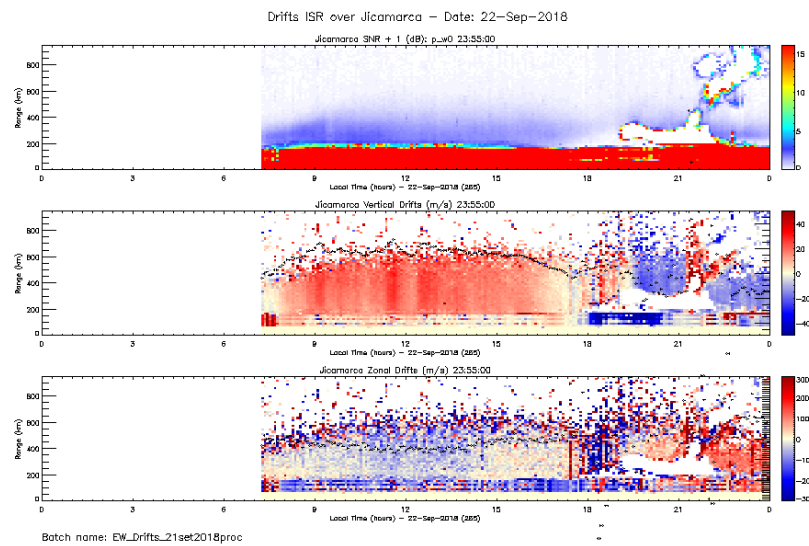 Drifts ISR over Jicamarca - Date: 22-Sep-2018
Jicamarca SNR + 1 (dB): p_w0 23:55:00
Range (km)
800
600
400
200
0
0 3 6 9 12 15 18 21 0
15
10
5
0
Local Time (hours) - 22-Sep-2018 (265)
Jicamarca Vertical Drifts (m/s) 23:55:00
Range (km)
800
600
400
200
0
0 3 6 9 12 15 18 21 0
40
20
0
-20
-40
Local Time (hours) - 22-Sep-2018 (265)
Jicamarca Zonal Drifts (m/s) 23:55:00
Range (km)
800
600
400
200
0
0 3 6 9 12 15 18 21 0
300
200
100
0
-10
-20
-30
Local Time (hours) - 22-Sep-2018 (265)
Batch name: EW_Drifts_21set2018proc